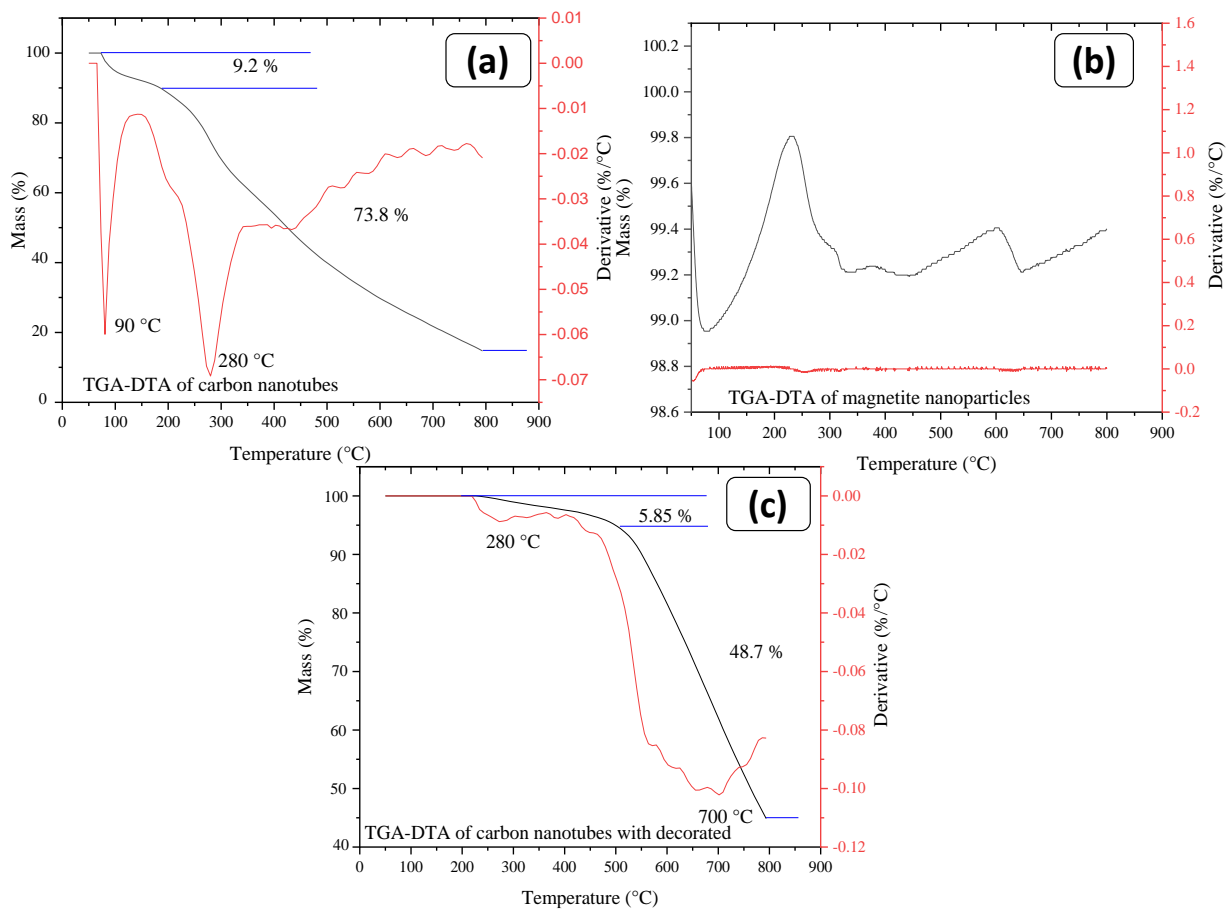 (a)
9.2 %
73.8 %
90 °C
280 °C
TGA-DTA of carbon nanotubes
Mass (%)
100
80
60
40
20
0
0 100 200 300 400 500 600 700 800 900
Temperature (°C)
Derivative (%/°C)
0.01
0.00
-0.01
-0.02
-0.03
-0.04
-0.05
-0.06
-0.07
(b)
TGA-DTA of magnetite nanoparticles
Mass (%)
100.2
100.0
99.8
99.6
99.4
99.2
99.0
98.8
98.6
100 200 300 400 500 600 700 800 900
Temperature (°C)
Derivative (%/°C)
1.6
1.4
1.2
1.0
0.8
0.6
0.4
0.2
0.0
-0.2
(c)
5.85 %
280 °C
48.7 %
700 °C
TGA-DTA of carbon nanotubes with decorated
Mass (%)
100
90
80
70
60
50
40
0 100 200 300 400 500 600 700 800 900
Temperature (°C)
Derivative (%/°C)
0.00
-0.02
-0.04
-0.06
-0.08
-0.10
-0.12